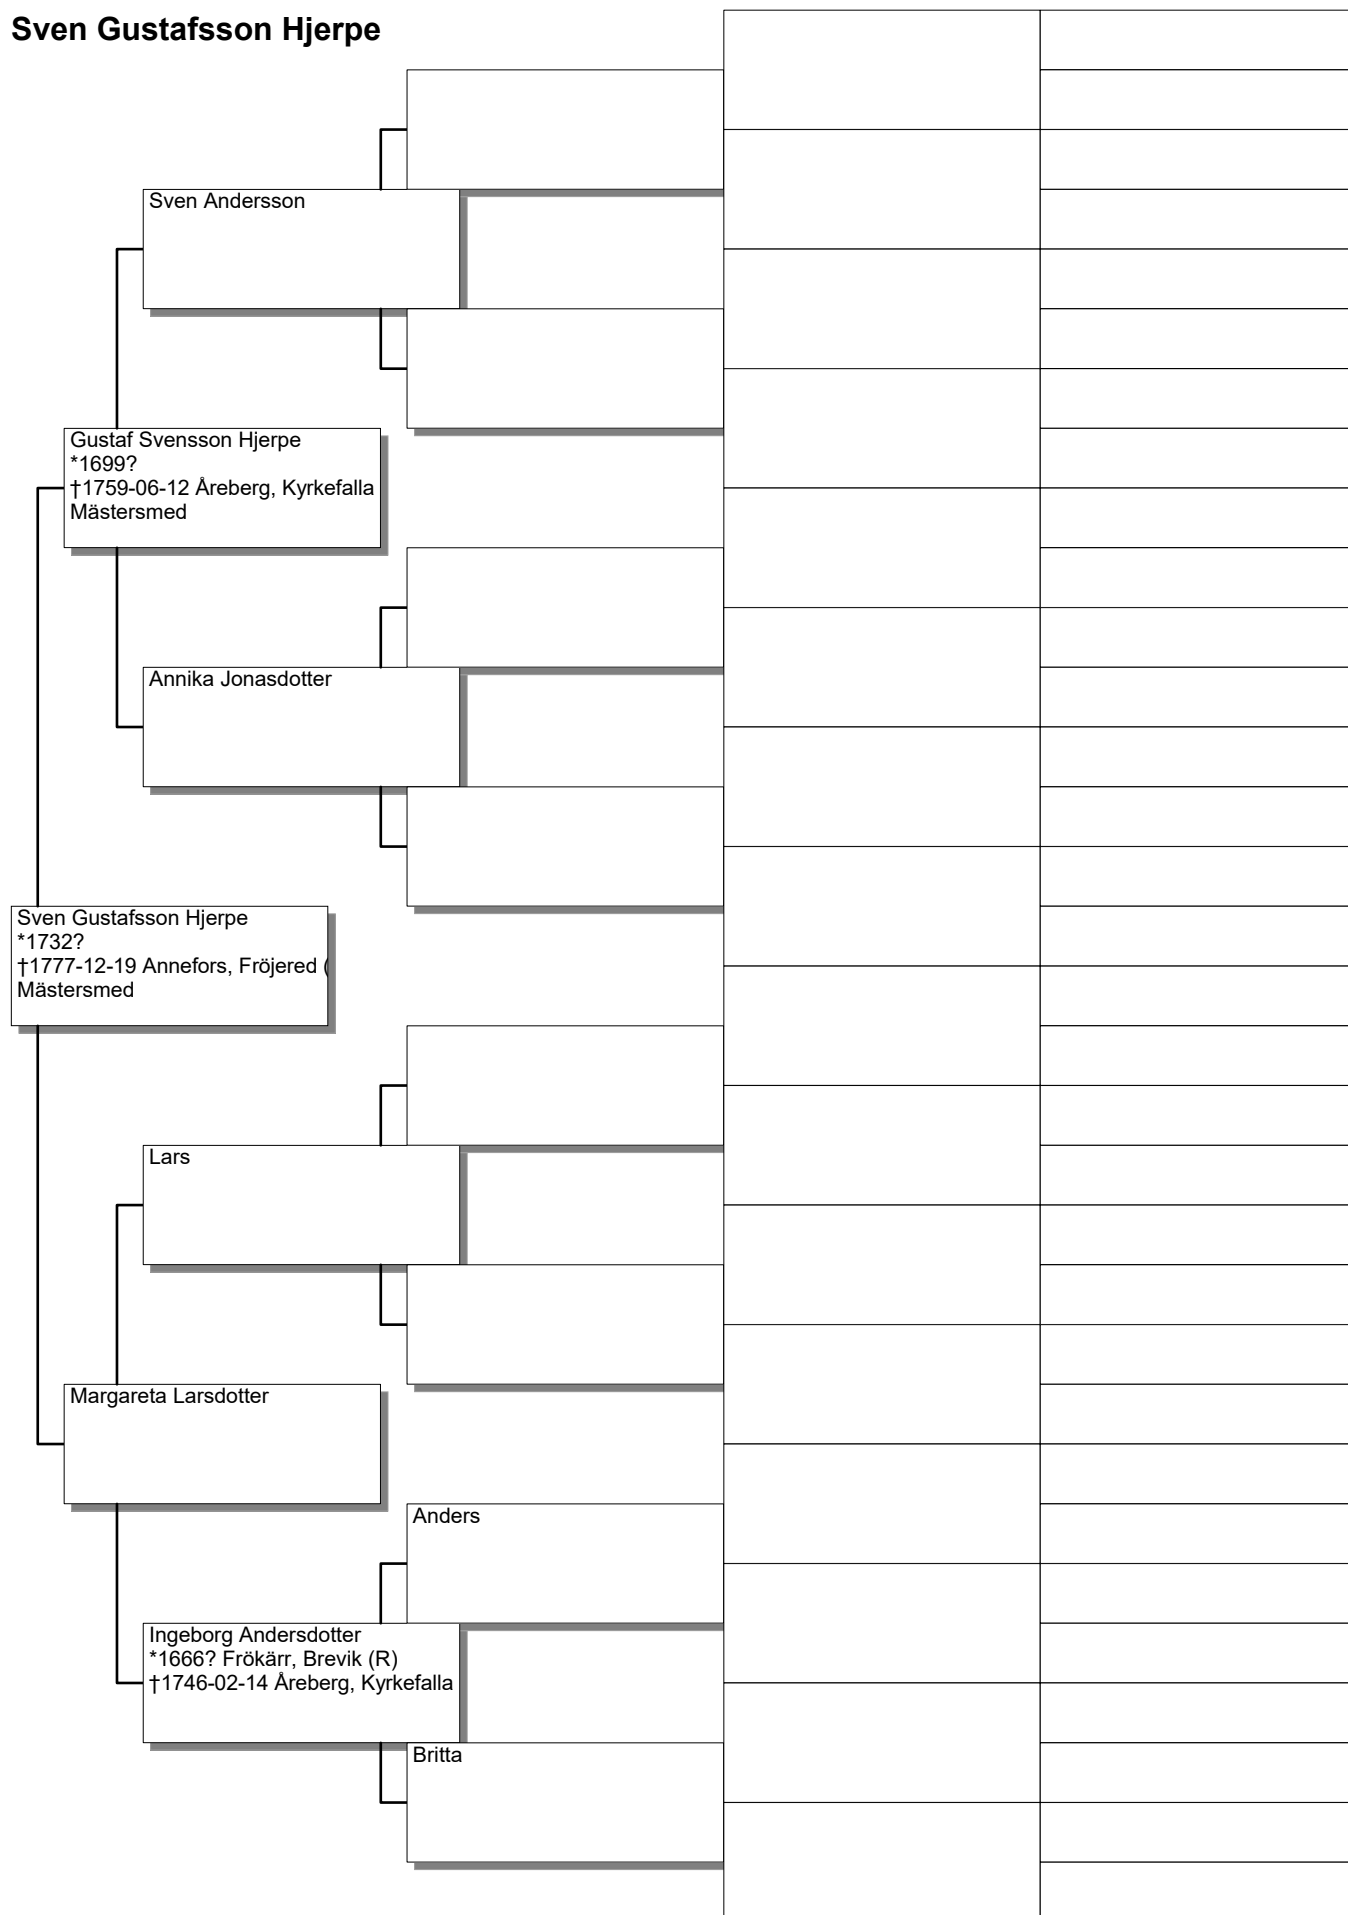 Sven Gustafsson Hjerpe
Sven Andersson
Gustaf Svensson Hjerpe
*1699?
†1759-06-12 Åreberg, Kyrkefalla
Mästersmed
Annika Jonasdotter
Sven Gustafsson Hjerpe
*1732?
†1777-12-19 Annefors, Fröjered (
Mästersmed
Lars
Margareta Larsdotter
Anders
Ingeborg Andersdotter
*1666? Frökärr, Brevik (R)
†1746-02-14 Åreberg, Kyrkefalla
Britta